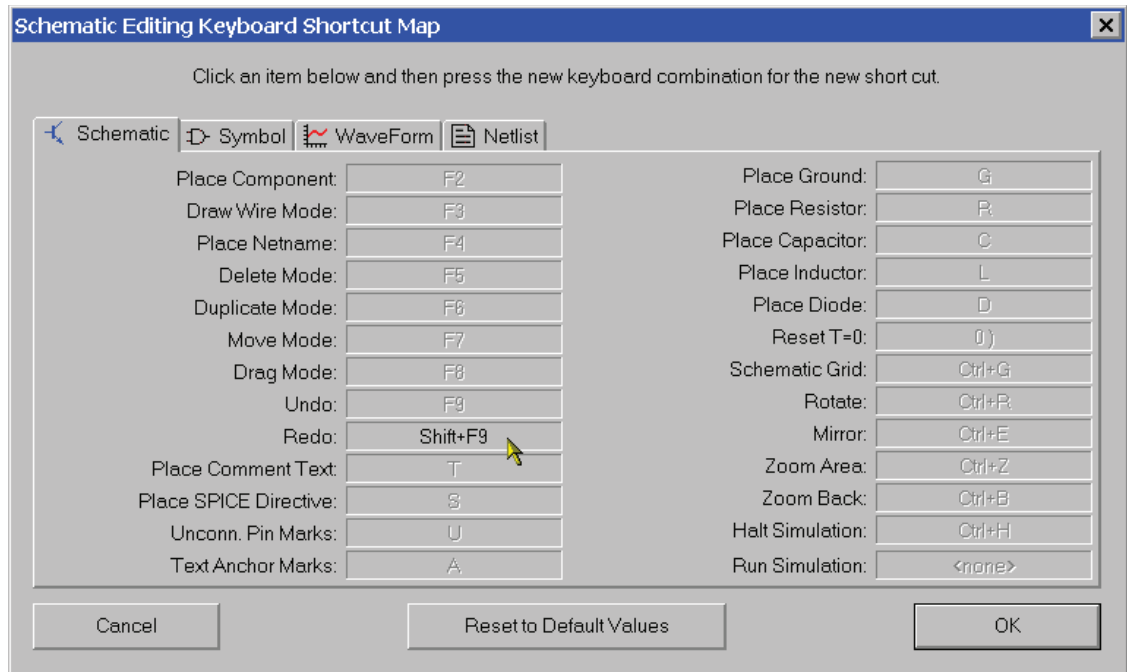 Schematic Editing Keyboard Shortcut Map
Click an item below and then press the new keyboard combination for the new short cut.
Schematic Symbol WaveForm Netlist
Place Component: F2
Draw Wire Mode: F3
Place Netname: F4
Delete Mode: F5
Duplicate Mode: F6
Move Mode: F7
Drag Mode: F8
Undo: F9
Redo: Shift+F9
Place Comment Text: T
Place SPICE Directive: S
Unconn. Pin Marks: U
Text Anchor Marks: A
Place Ground: G
Place Resistor: R
Place Capacitor: C
Place Inductor: L
Place Diode: D
Reset T=0: 0)
Schematic Grid: Ctrl+G
Rotate: Ctrl+R
Mirror: Ctrl+E
Zoom Area: Ctrl+Z
Zoom Back: Ctrl+B
Halt Simulation: Ctrl+H
Run Simulation: <none>
Cancel Reset to Default Values OK